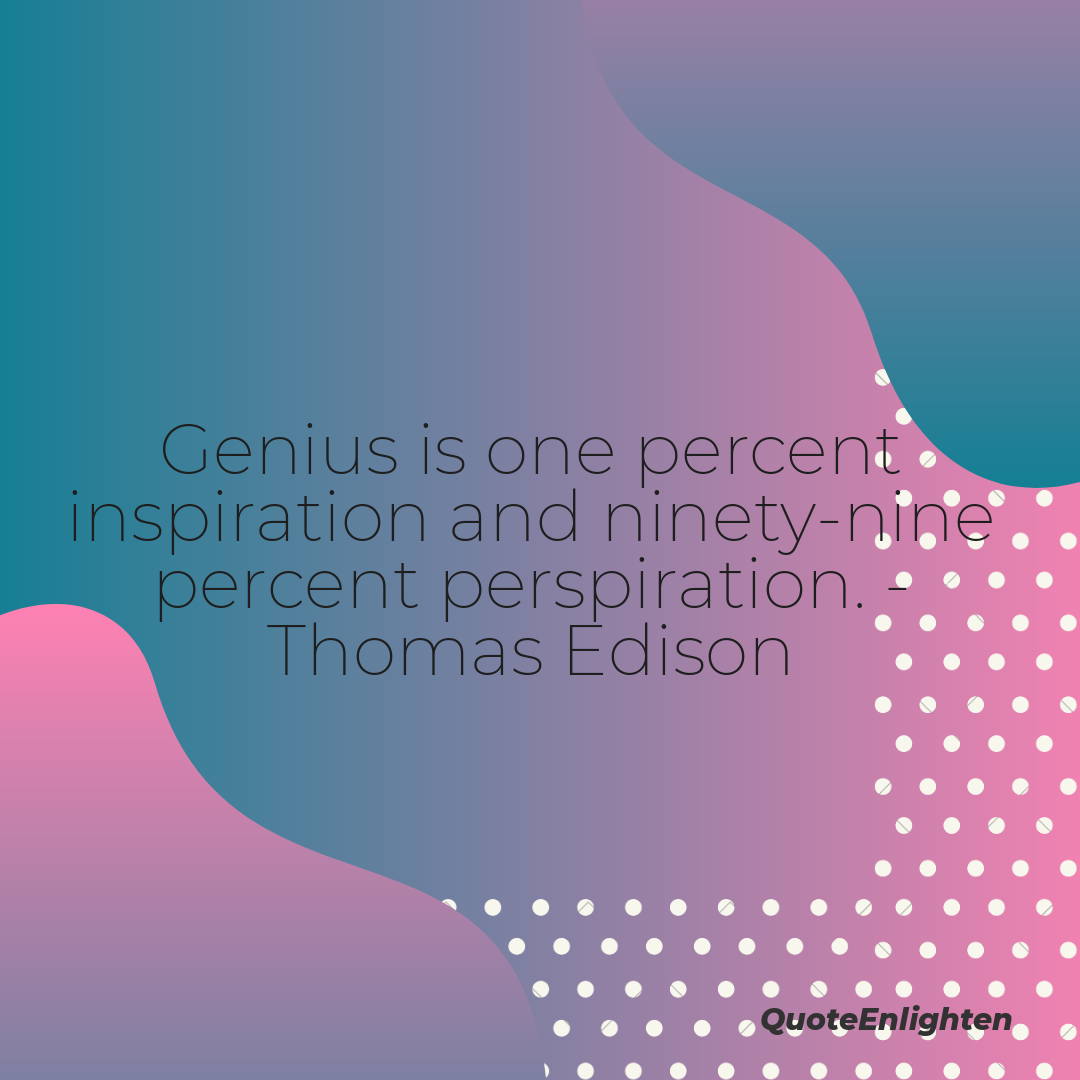 Genius is one percent
inspiration and ninety-nine
percent perspiration. -
Thomas Edison
QuoteEnlighten